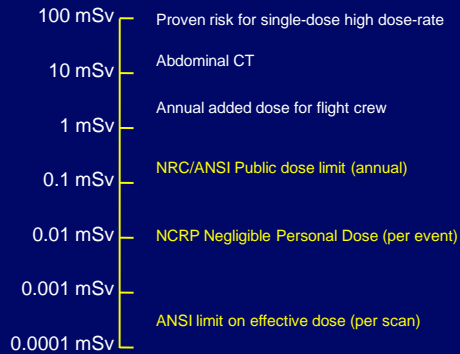 100 mSv
Proven risk for single-dose high dose-rate
Abdominal CT
10 mSv
Annual added dose for flight crew
1 mSv
NRC/ANSI Public dose limit (annual)
0.1 mSv
0.01 mSv
NCRP Negligible Personal Dose (per event)
0.001 mSv
ANSI limit on effective dose (per scan)
0.0001 mSv